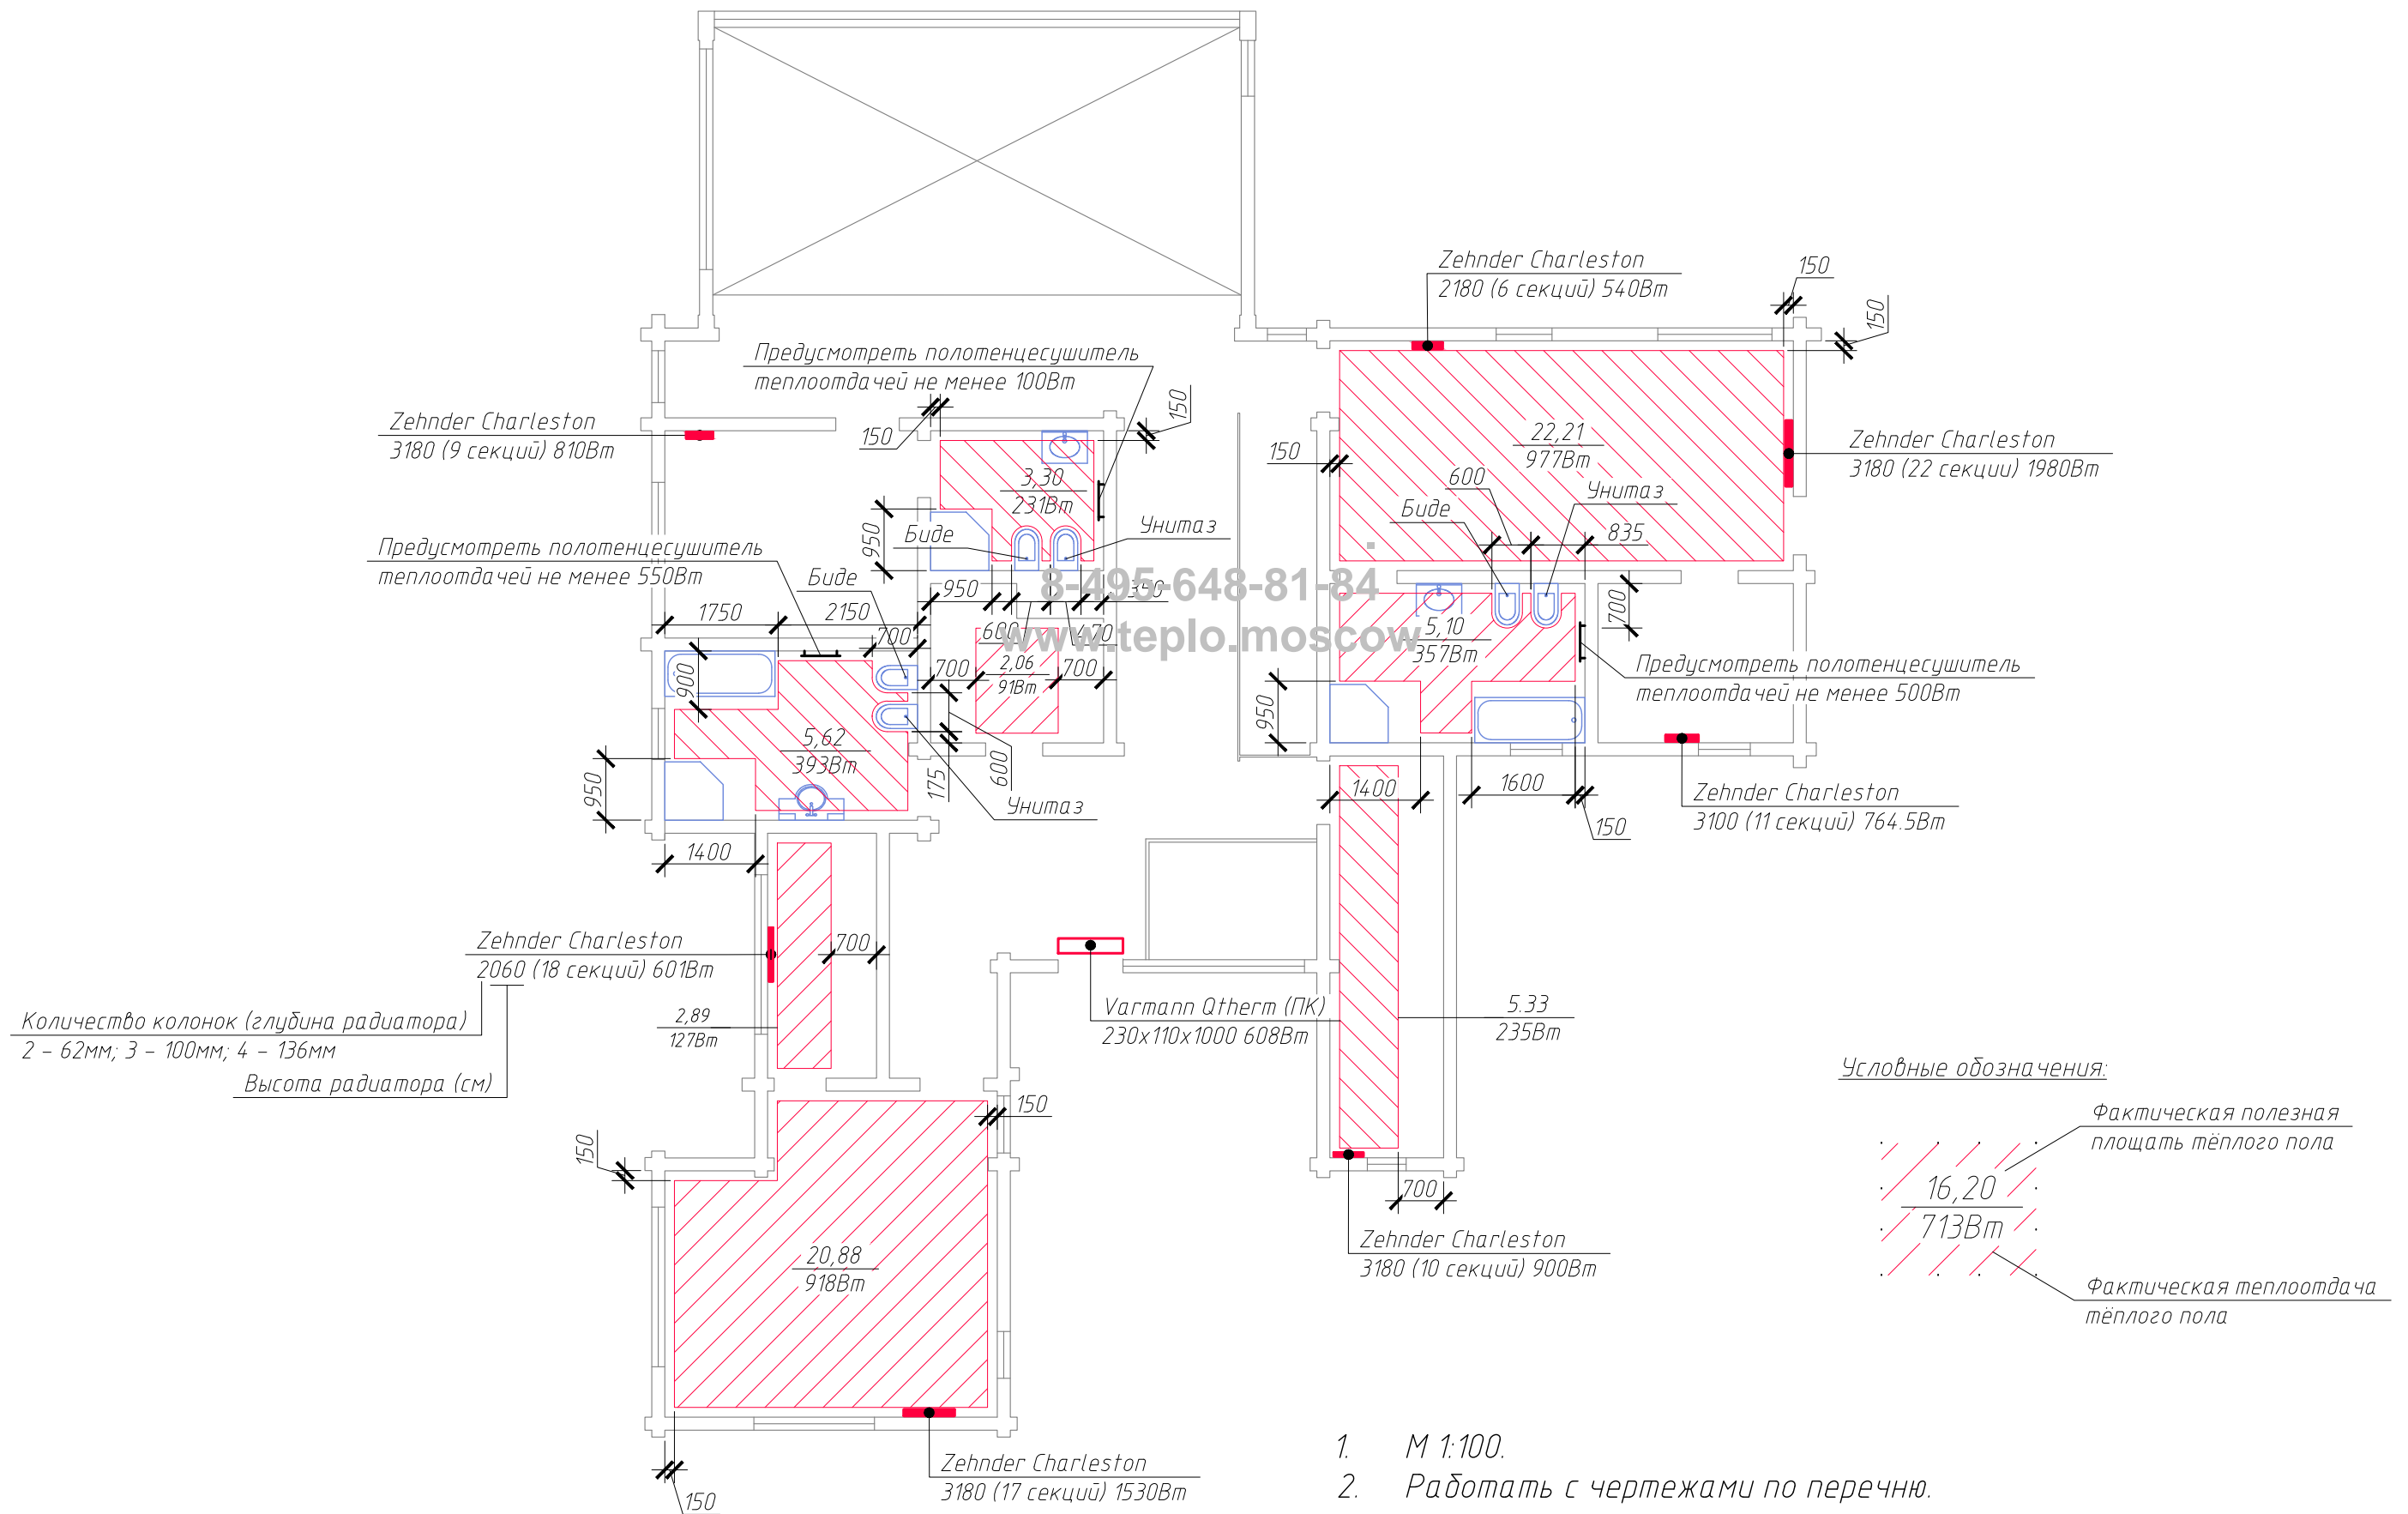 Zehnder Charleston
2180 (6 секций) 540Вт
150
150
Предусмотреть полотенцесушитель
теплоотдачей не менее 100Вт
150
150
Zehnder Charleston
3180 (9 секций) 810Вт
150
22,21
977Вт
Zehnder Charleston
3180 (22 секции) 1980Вт
3,30
231Вт
600
Унитаз
Биде
835
950
Биде
Унитаз
Предусмотреть полотенцесушитель
теплоотдачей не менее 550Вт
Биде
8-495-648-81-84
www.teplo.moscow
1750
2150
700
950
600
470
340
700
900
700
2,06
91Вт
700
5,10
357Вт
Предусмотреть полотенцесушитель
теплоотдачей не менее 500Вт
950
5,62
393Вт
175
600
Унитаз
950
1400
1600
150
Zehnder Charleston
3100 (11 секций) 764.5Вт
1400
700
Zehnder Charleston
2060 (18 секций) 601Вт
Количество колонок (глубина радиатора)
2 - 62мм; 3 - 100мм; 4 - 136мм
Высота радиатора (см)
2,89
127Вт
Varmann Qtherm (ПК)
230x110x1000 608Вт
5.33
235Вт
150
150
700
Zehnder Charleston
3180 (10 секций) 900Вт
20,88
918Вт
Zehnder Charleston
3180 (17 секций) 1530Вт
150
Условные обозначения:
Фактическая полезная
площать тёплого пола
16,20
713Вт
Фактическая теплоотдача
тёплого пола
1. М 1:100.
2. Работать с чертежами по перечню.